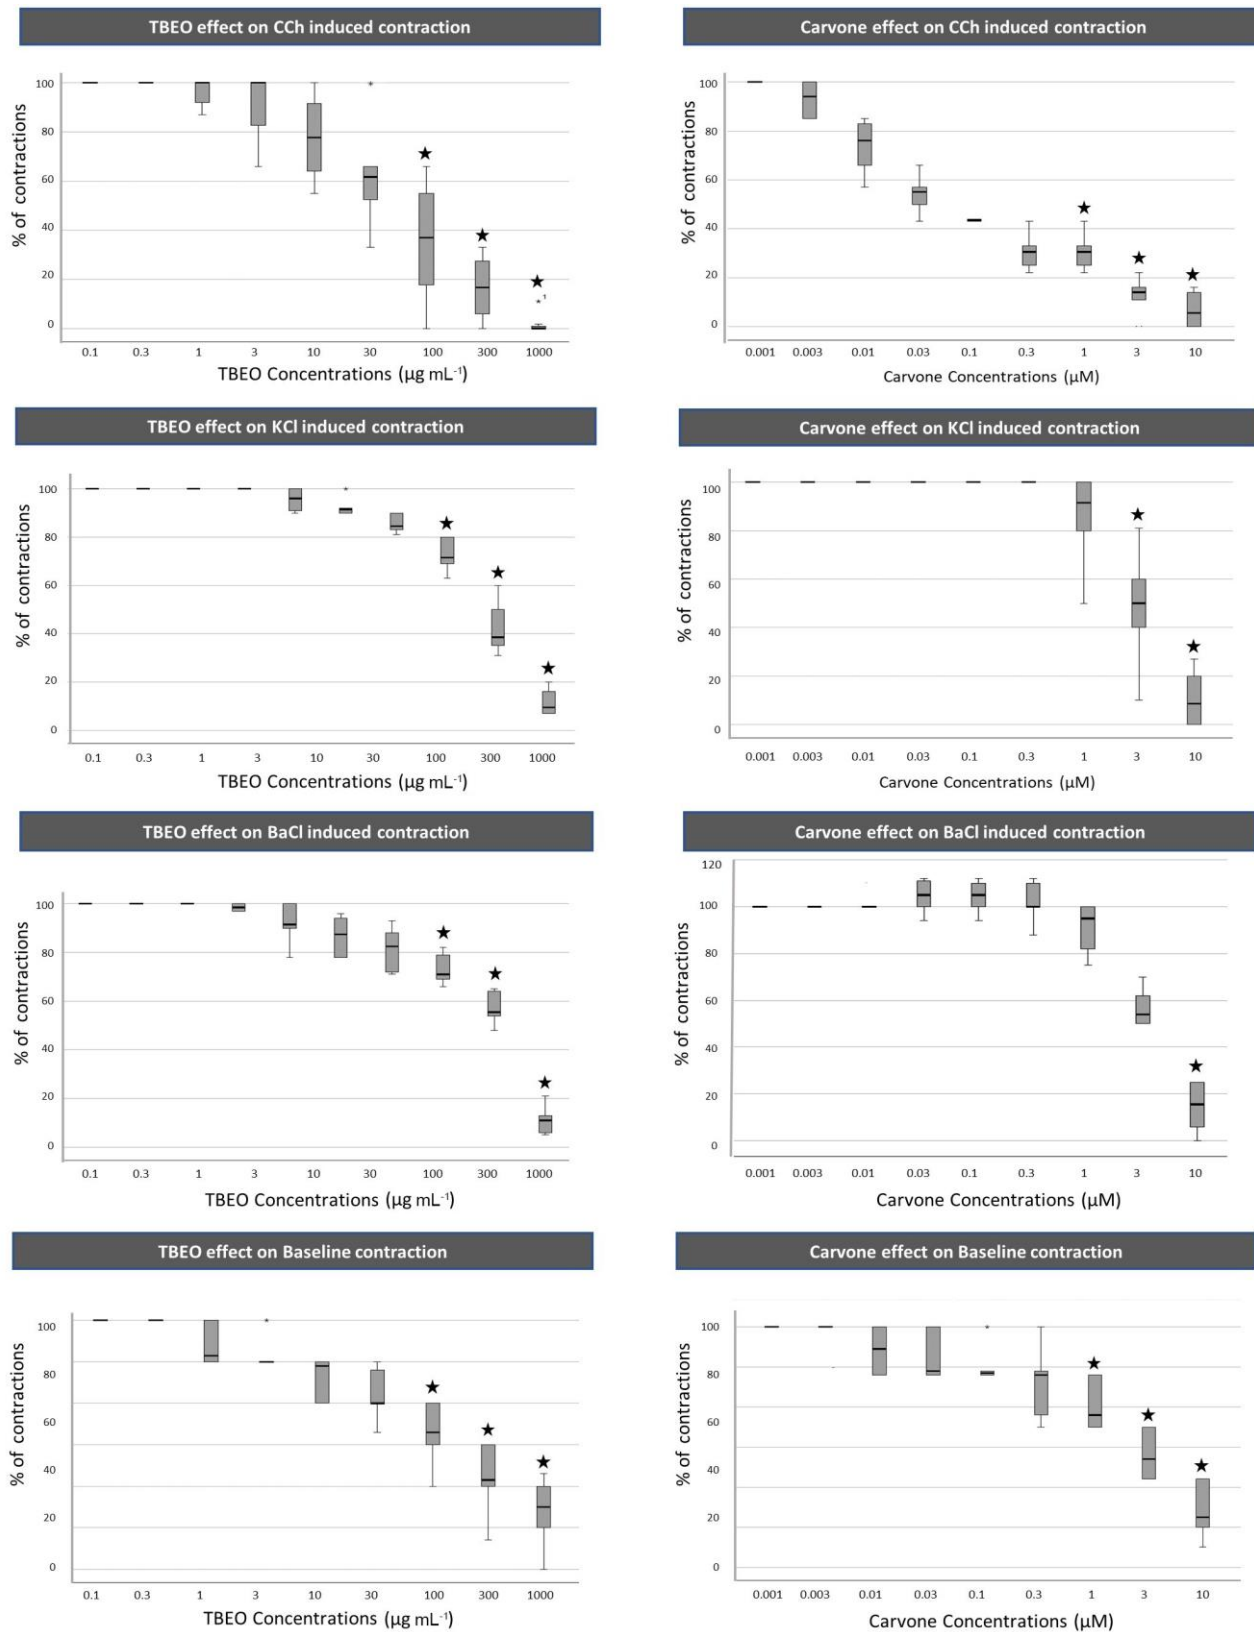 TBEO effect on CCh induced contraction
% of contractions
100
80
60
40
20
0
* 1
0.1 0.3 1 3 10 30 100 300 1000
TBEO Concentrations (µg mL-1)
Carvone effect on CCh induced contraction
% of contractions
100
80
60
40
20
0
0.001 0.003 0.01 0.03 0.1 0.3 1 3 10
Carvone Concentrations (µM)
TBEO effect on KCl induced contraction
% of contractions
100
80
60
40
20
0
0.1 0.3 1 3 10 30 100 300 1000
TBEO Concentrations (µg mL-1)
Carvone effect on KCl induced contraction
% of contractions
100
80
60
40
20
0
0.001 0.003 0.01 0.03 0.1 0.3 1 3 10
Carvone Concentrations (µM)
TBEO effect on BaCl induced contraction
% of contractions
100
80
60
40
20
0
0.1 0.3 1 3 10 30 100 300 1000
TBEO Concentrations (µg mL-1)
Carvone effect on BaCl induced contraction
% of contractions
120
100
80
60
40
20
0
0.001 0.003 0.01 0.03 0.1 0.3 1 3 10
Carvone Concentrations (µM)
TBEO effect on Baseline contraction
% of contractions
100
80
60
40
20
0
0.1 0.3 1 3 10 30 100 300 1000
TBEO Concentrations (µg mL-1)
Carvone effect on Baseline contraction
% of contractions
100
80
60
40
20
0
0.001 0.003 0.01 0.03 0.1 0.3 1 3 10
Carvone Concentrations (µM)